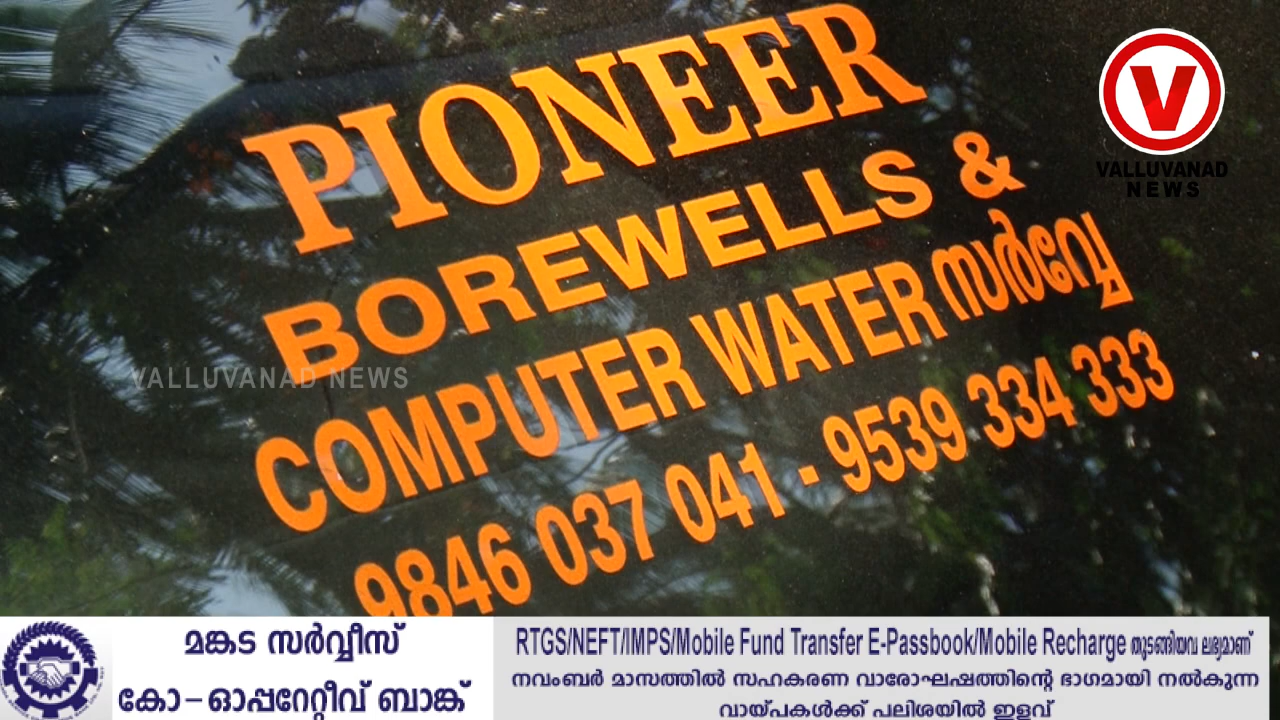 PIONEER
BOREWELLS &
COMPUTER WATER സർവ്വേ
9846 037 041 - 9539 334 333
V
VALLUVANAD
NEWS
VALLUVANAD NEWS
മങ്കട സർവ്വീസ്
കോ-ഓപ്പറേറ്റീവ് ബാങ്ക്
RTGS/NEFT/IMPS/Mobile Fund Transfer E-Passbook/Mobile Recharge തുടങ്ങിയവ ലഭ്യമാണ്
നവംബർ മാസത്തിൽ സഹകരണ വാരോഘഷത്തിന്റെ ഭാഗമായി നൽകുന്ന
വായ്പകൾക്ക് പലിശയിൽ ഇളവ്